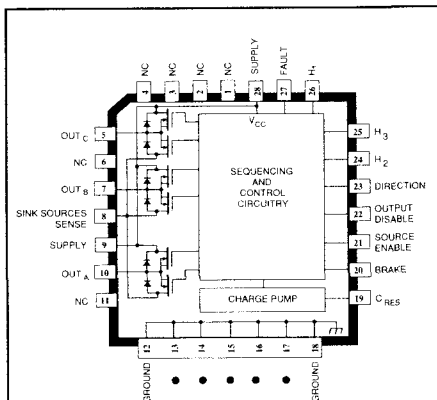 NC
NC
NC
NC
SUPPLY
FAULT
H1
4
3
2
1
28
27
26
VCC
OUT C
5
NC
6
OUT B
7
SINK SOURCES
SENSE
8
SUPPLY
9
OUT A
10
NC
11
SEQUENCING
AND
CONTROL
CIRCUITRY
CHARGE PUMP
25
H3
24
H2
23
DIRECTION
22
OUTPUT
DISABLE
21
SOURCE
ENABLE
20
BRAKE
19
CRES
12
13
14
15
16
17
18
GROUND
GROUND